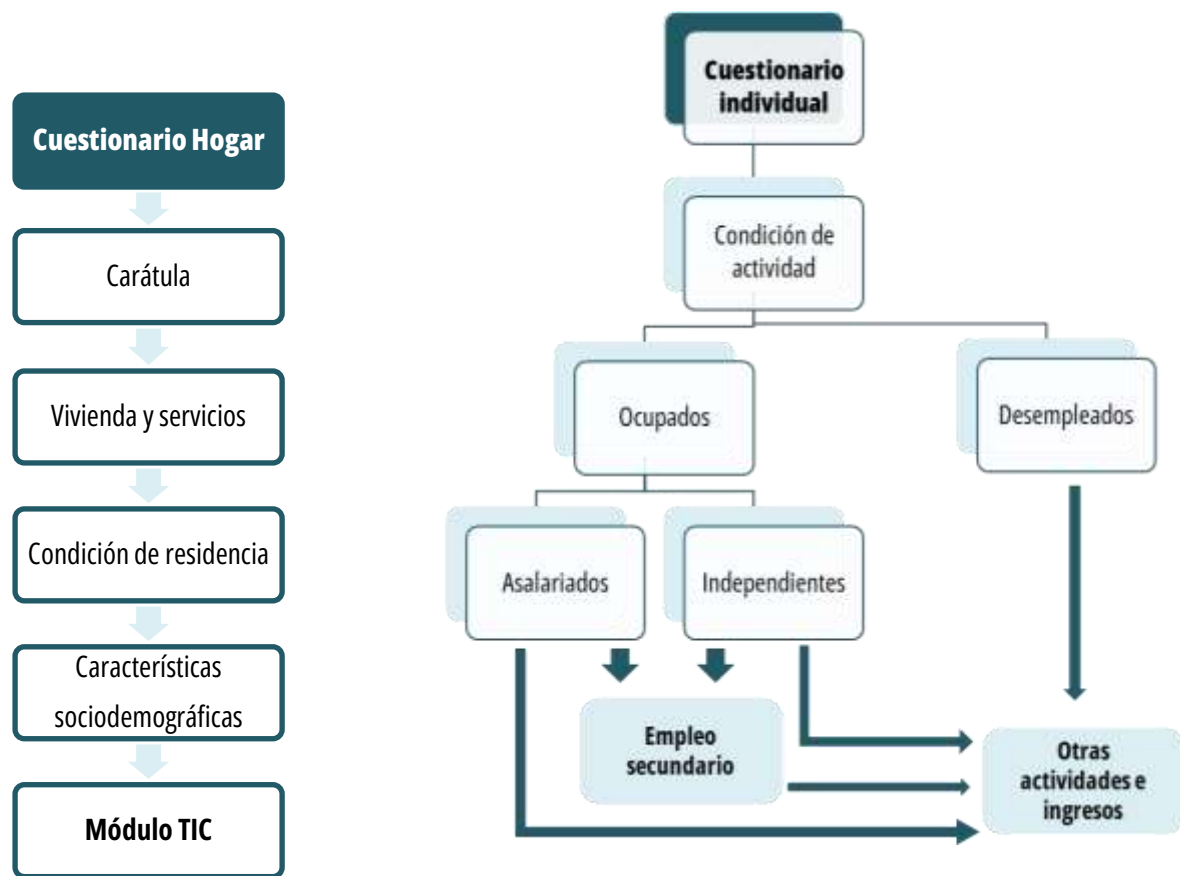 Cuestionario Hogar
Carátula
Vivienda y servicios
Condición de residencia
Características
sociodemográficas
Módulo TIC
Cuestionario
individual
Condición de
actividad
Ocupados
Desempleados
Asalariados
Independientes
Empleo
secundario
Otras
actividades e
ingresos